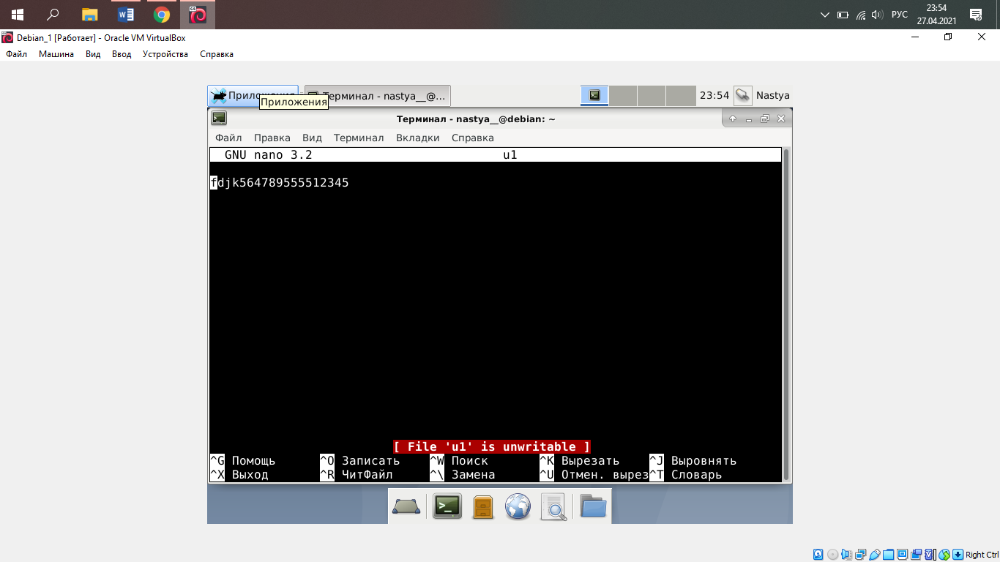 23:54
РУС
27.04.2021
Debian_1 [Работает] - Oracle VM VirtualBox
Файл Машина Вид Ввод Устройства Справка
Приложения Терминал - nastya__@... 23:54 Nastya
Приложения
Терминал - nastya__@debian: ~
Файл Правка Вид Терминал Вкладки Справка
GNU nano 3.2 u1
fdjk564789555512345
[ File 'u1' is unwritable ]
^G Помощь ^O Записать ^W Поиск ^K Вырезать ^J Выровнять
^X Выход ^R ЧитФайл ^\ Замена ^U Отмен. вырез ^T Словарь
Right Ctrl